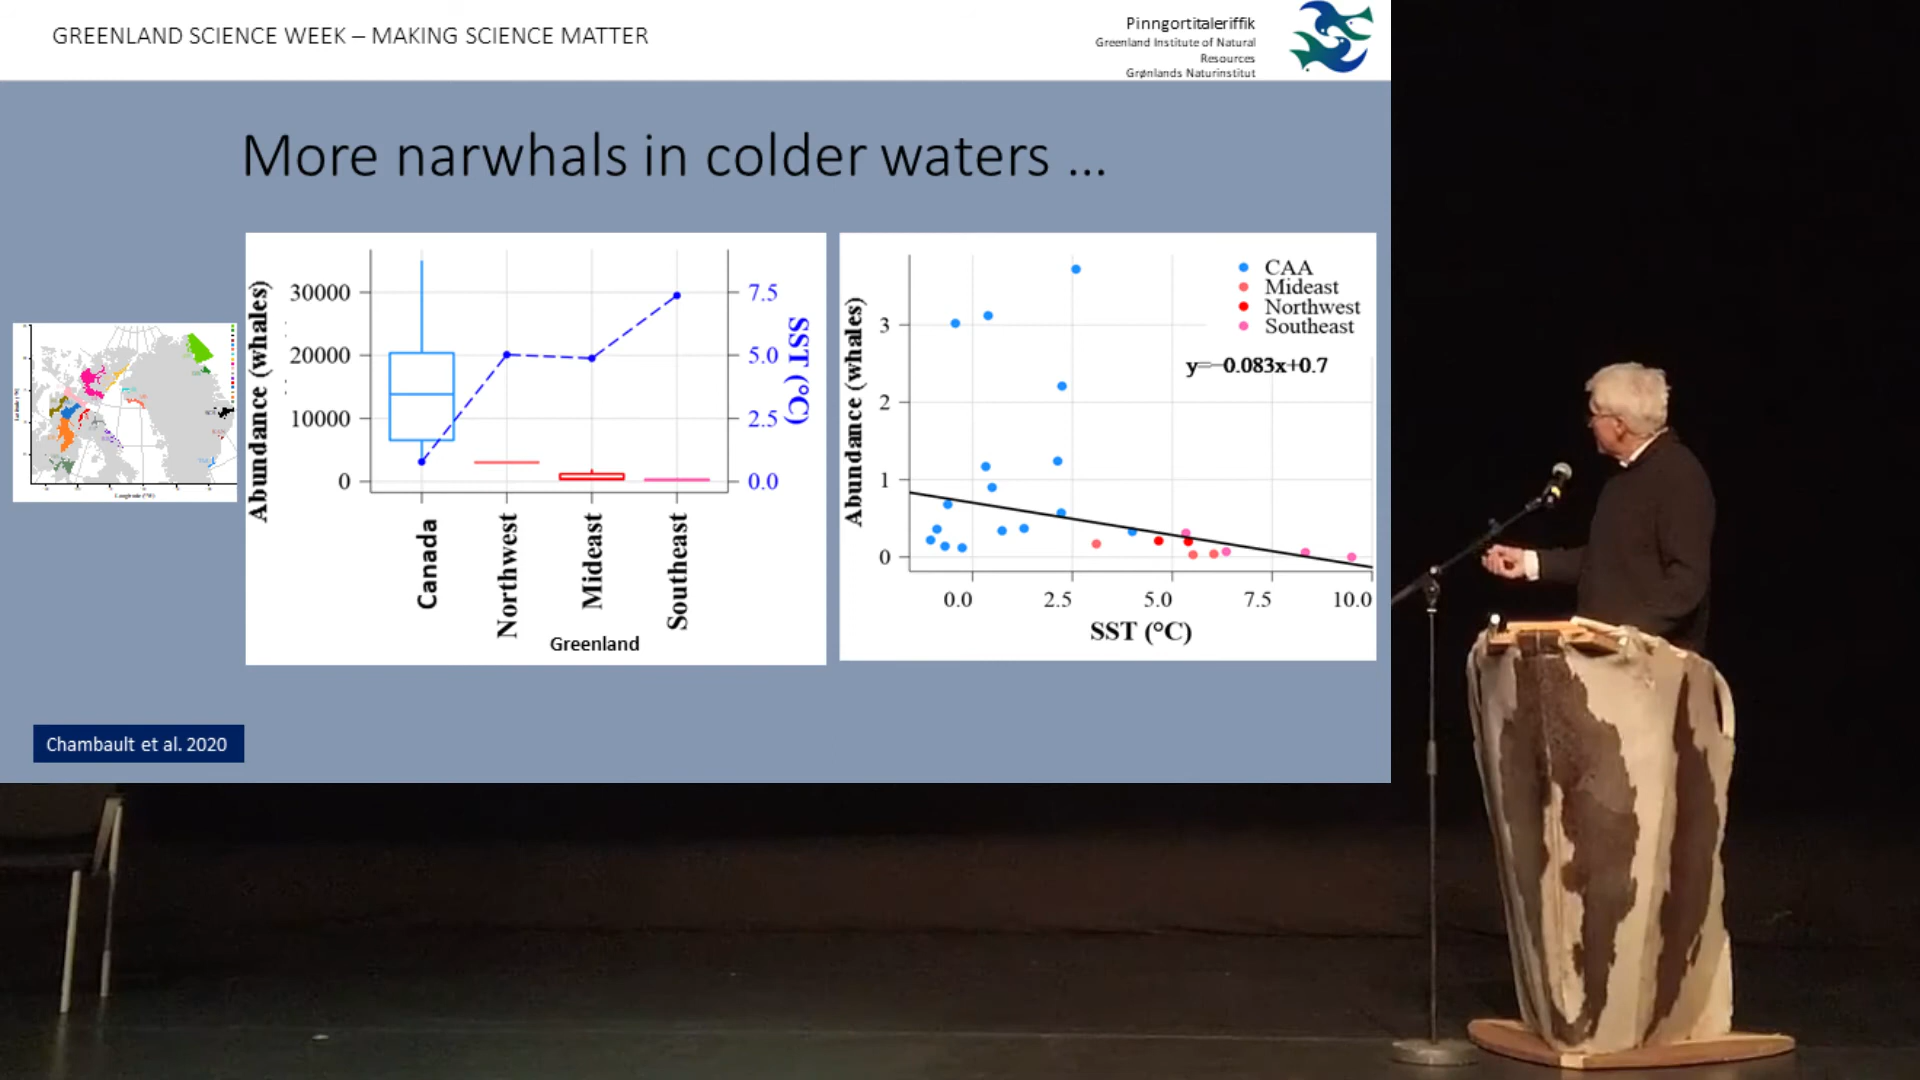 GREENLAND SCIENCE WEEK – MAKING SCIENCE MATTER
Pinngortitaleriffik
Greenland Institute of Natural
Resources
Grønlands Naturinstitut
More narwhals in colder waters ...
Abundance (whales)
30000
20000
10000
0
7.5
5.0
2.5
0.0
SST (°C)
Canada
Northwest
Mideast
Southeast
Greenland
Abundance (whales)
3
2
1
0
CAA
Mideast
Northwest
Southeast
y=-0.083x+0.7
0.0 2.5 5.0 7.5 10.0
SST (°C)
Chambault et al. 2020